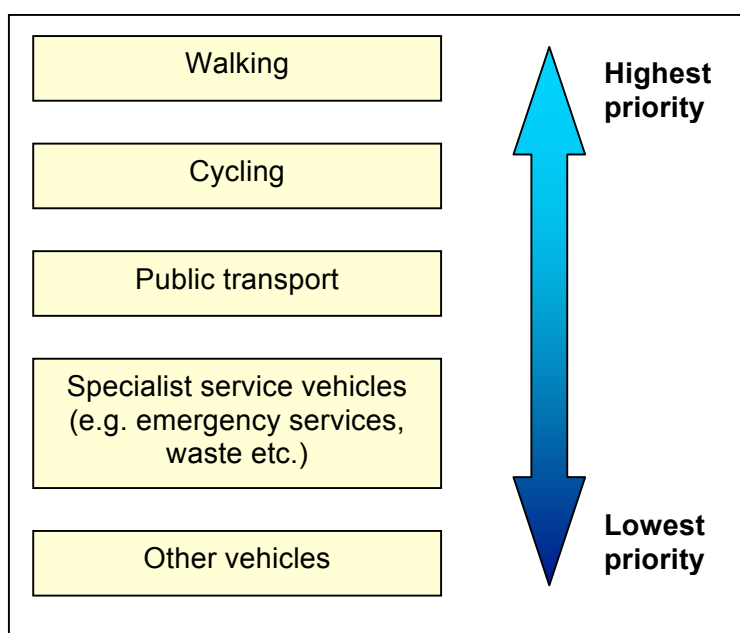 Walking
Highest
priority
Cycling
Public transport
Specialist service vehicles
(e.g. emergency services,
waste etc.)
Lowest
priority
Other vehicles